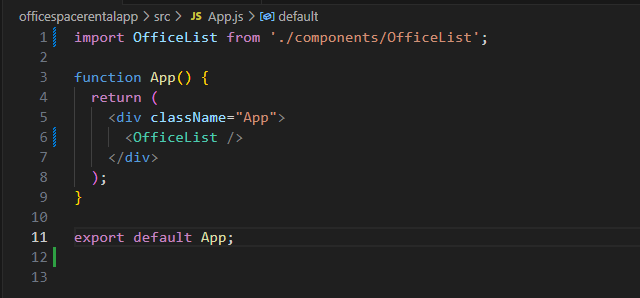 officespacerentalapp > src > JS App.js > default
1 import OfficeList from './components/OfficeList';
2
3 function App() {
4 return (
5 <div className="App">
6 <OfficeList />
7 </div>
8 );
9 }
10
11 export default App;
12
13